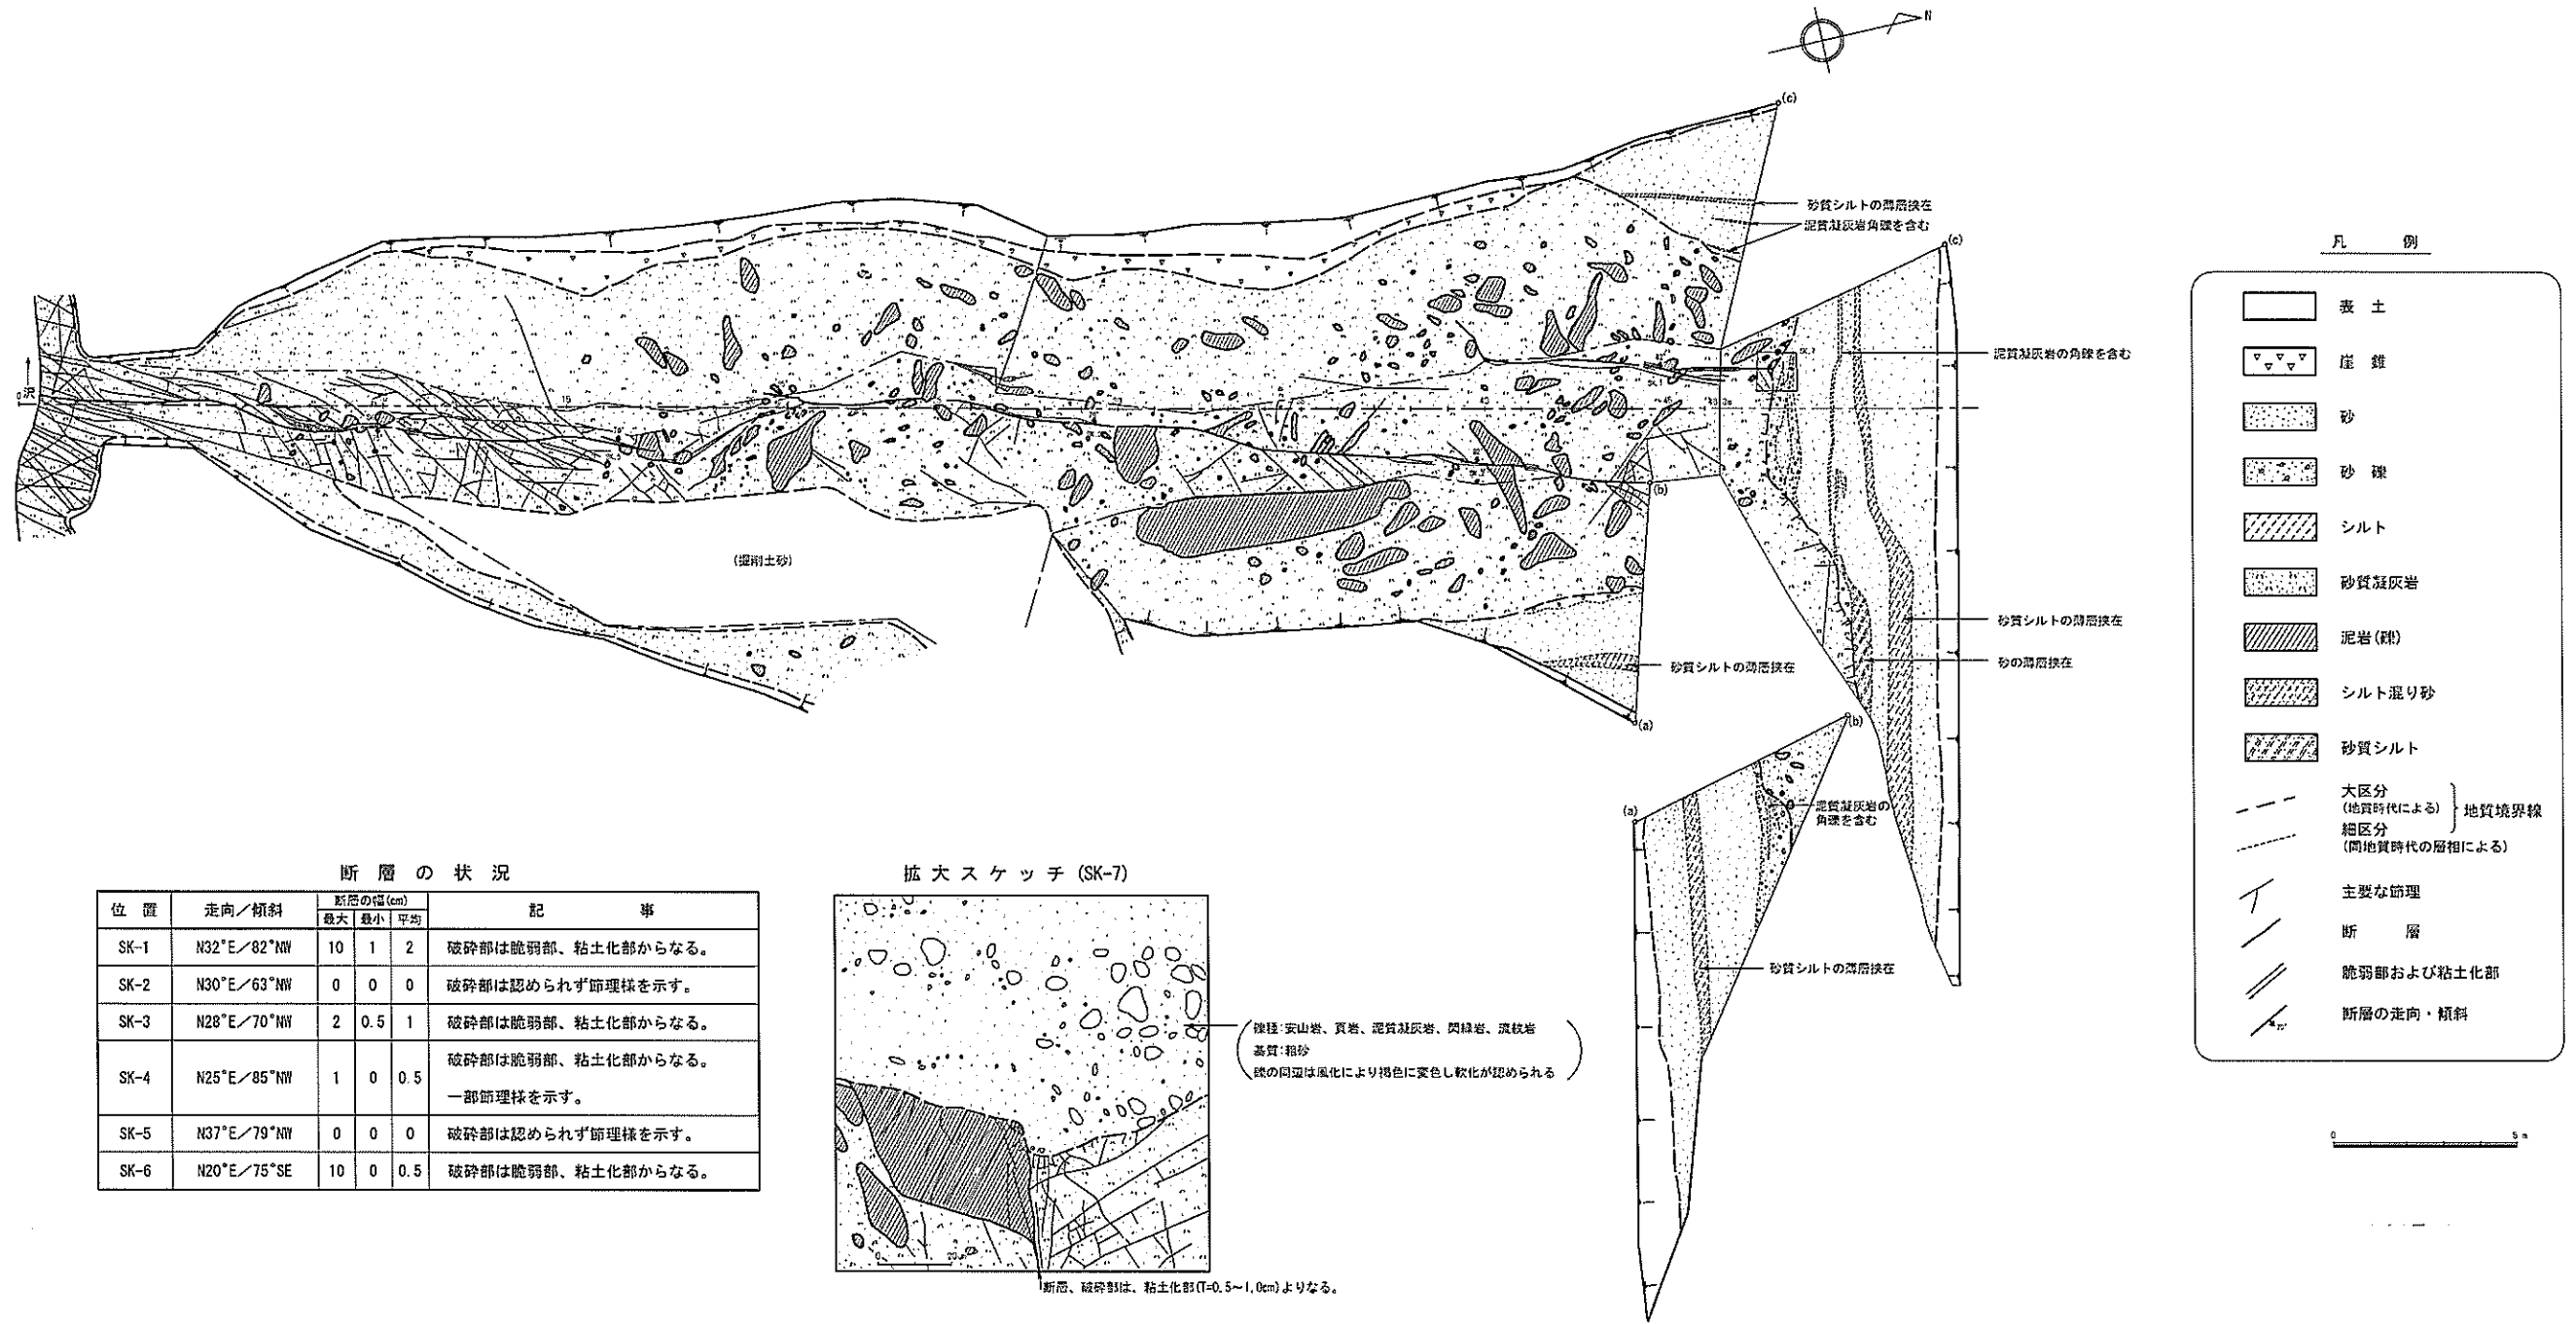 N
(c)
砂質シルトの薄層挟在
泥質凝灰岩角礫を含む
(c)
泥質凝灰岩の角礫を含む
0
沢
15
(b)
(掘削土砂)
砂質シルトの薄層挟在
砂の薄層挟在
砂質シルトの薄層挟在
(a)
(b)
(a)
泥質凝灰岩の
角礫を含む
砂質シルトの薄層挟在
凡 例
表 土
崖 錐
砂
砂 礫
シルト
砂質凝灰岩
泥岩(礫)
シルト混り砂
砂質シルト
大区分
(地質時代による)
細区分
(同地質時代の層相による)
地質境界線
主要な節理
断 層
脆弱部および粘土化部
断層の走向・傾斜
0 5 m
断 層 の 状 況
位 置 走向/傾斜 断層の幅(cm) 記 事
最大 最小 平均
SK-1 N32°E/82°NW 10 1 2 破砕部は脆弱部、粘土化部からなる。
SK-2 N30°E/63°NW 0 0 0 破砕部は認められず節理様を示す。
SK-3 N28°E/70°NW 2 0.5 1 破砕部は脆弱部、粘土化部からなる。
SK-4 N25°E/85°NW 1 0 0.5 破砕部は脆弱部、粘土化部からなる。
一部節理様を示す。
SK-5 N37°E/79°NW 0 0 0 破砕部は認められず節理様を示す。
SK-6 N20°E/75°SE 10 0 0.5 破砕部は脆弱部、粘土化部からなる。
拡 大 ス ケ ッ チ (SK-7)
礫種:安山岩、頁岩、泥質凝灰岩、閃緑岩、流紋岩
基質:粗砂
礫の周辺は風化により褐色に変色し軟化が認められる
0 20cm
断層、破砕部は、粘土化部(T=0.5~1.0cm)よりなる。